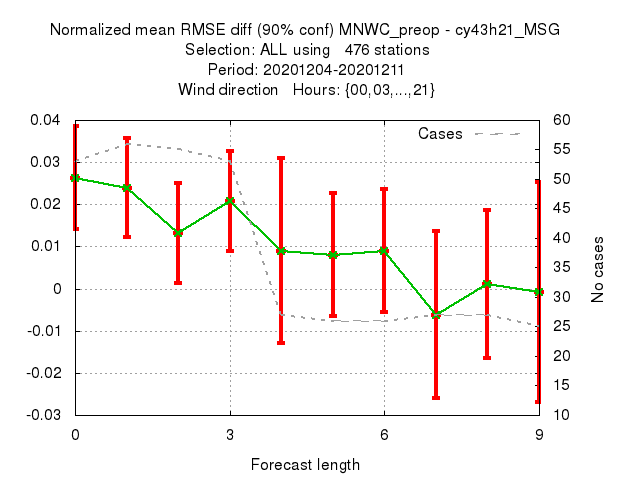 Normalized mean RMSE diff (90% conf) MNWC_preop - cy43h21_MSG
Selection: ALL using   476 stations
Period: 20201204-20201211
Wind direction   Hours: {00,03,...,21}
Cases
0.04
0.03
0.02
0.01
0
-0.01
-0.02
-0.03
60
55
50
45
40
35
30
25
20
15
10
No cases
0 3 6 9
Forecast length